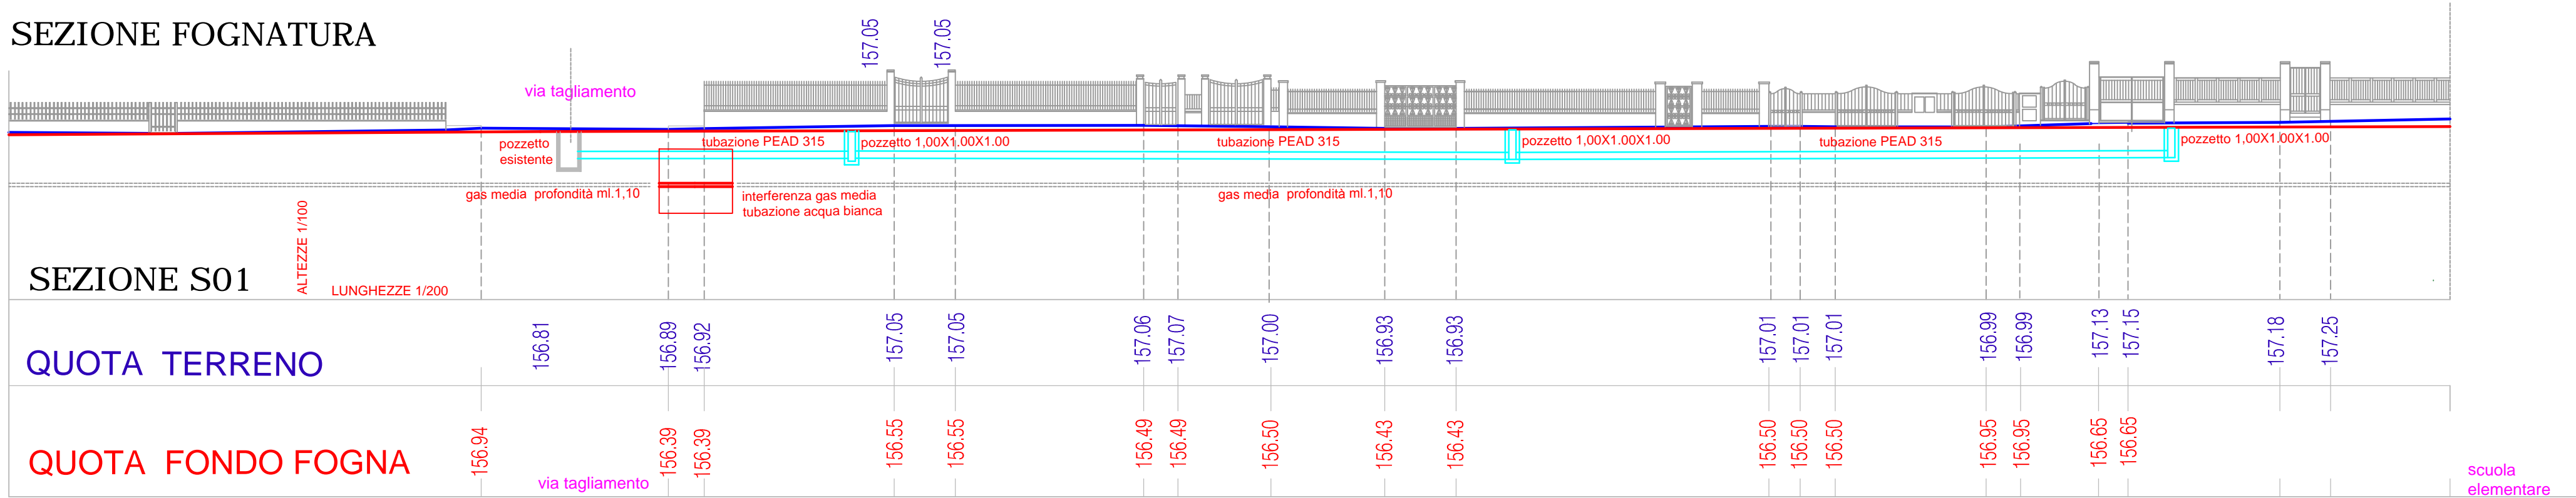 SEZIONE FOGNATURA
157.05
157.05
via tagliamento
pozzetto
esistente
tubazione PEAD 315
pozzetto 1,00X1.00X1.00
tubazione PEAD 315
pozzetto 1,00X1.00X1.00
tubazione PEAD 315
pozzetto 1,00X1.00X1.00
gas media profondità ml.1,10
interferenza gas media
tubazione acqua bianca
gas media profondità ml.1,10
ALTEZZE 1/100
SEZIONE S01
LUNGHEZZE 1/200
QUOTA TERRENO
156.81
156.89
156.92
157.05
157.05
157.06
157.07
157.00
156.93
156.93
157.01
157.01
157.01
156.99
156.99
157.13
157.15
157.18
157.25
QUOTA FONDO FOGNA
156.94
156.39
156.39
156.55
156.55
156.49
156.49
156.50
156.43
156.43
156.50
156.50
156.50
156.95
156.95
156.65
156.65
via tagliamento
scuola
elementare